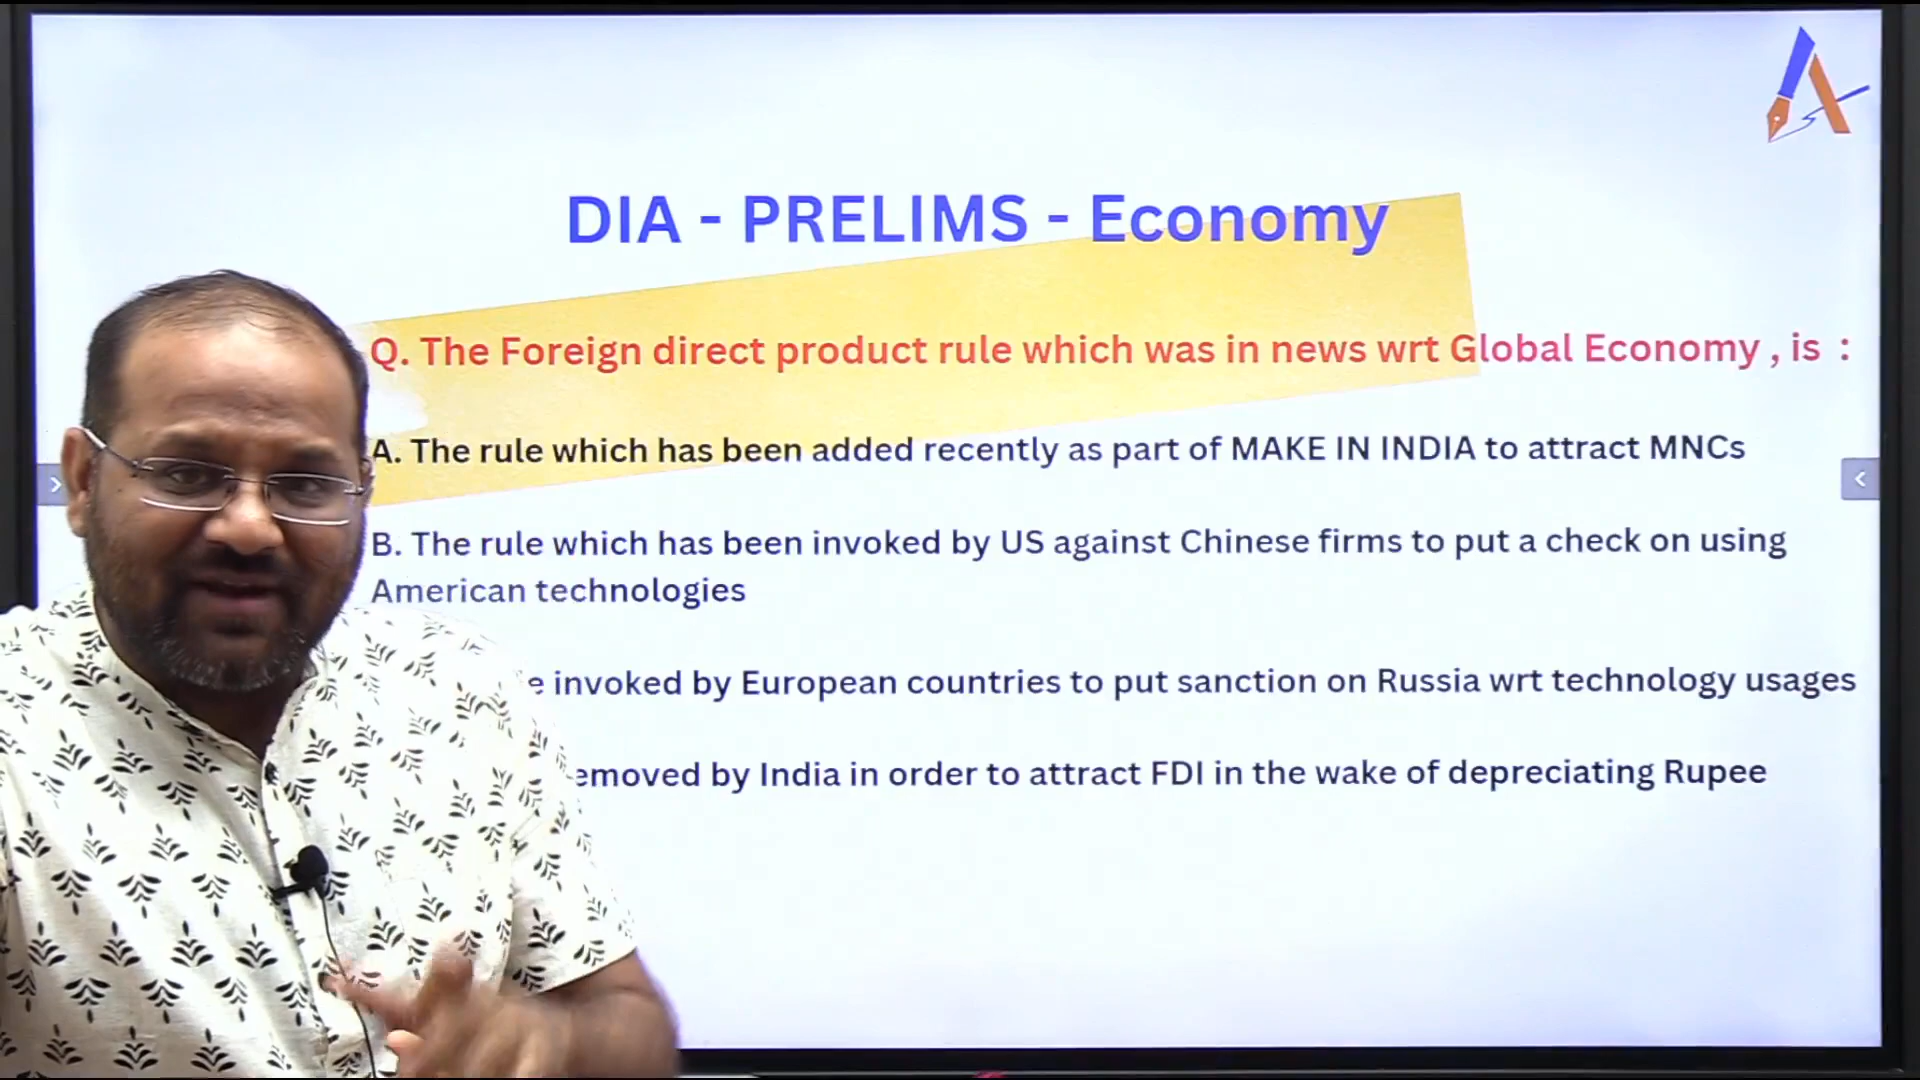 DIA - PRELIMS - Economy
Q. The Foreign direct product rule which was in news wrt Global Economy , is :
A. The rule which has been added recently as part of MAKE IN INDIA to attract MNCs
B. The rule which has been invoked by US against Chinese firms to put a check on using
American technologies
invoked by European countries to put sanction on Russia wrt technology usages
by India in order to attract FDI in the wake of depreciating Rupee